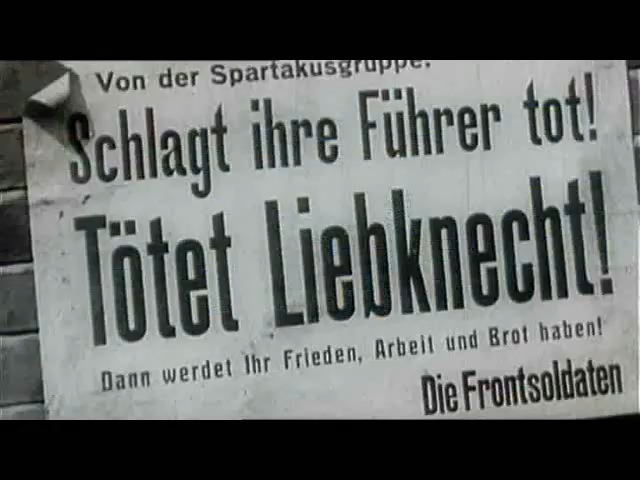 Von der Spartakusgruppe.
Schlagt ihre Führer tot!
Tötet Liebknecht!
Dann werdet Ihr Frieden, Arbeit und Brot haben!
Die Frontsoldaten